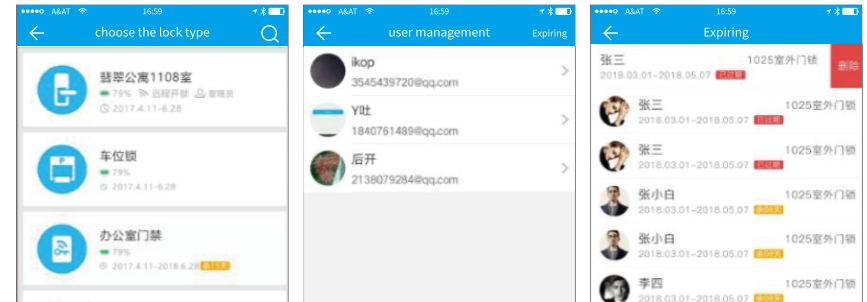 A&AT 16:59
choose the lock type
翡翠公寓1108室
79% 远程开锁 管理员
2017.4.11-6.28
车位锁
79%
2017.4.11-6.28
办公室门禁
79%
2017.4.11-2018.6.28
A&AT 16:59
user management Expiring
ikop
3545439720@qq.com
Y吐
1840761489@qq.com
后开
2138079284@qq.com
A&AT 16:59
Expiring
张三 1025室外门锁
2018.03.01-2018.05.07 已过期
删除
张三 1025室外门锁
2018.03.01-2018.05.07 已过期
张三 1025室外门锁
2018.03.01-2018.05.07 已过期
张小白 1025室外门锁
2018.03.01-2018.05.07
张小白 1025室外门锁
2018.03.01-2018.05.07
李四 1025室外门锁
2018.03.01-2018.05.07